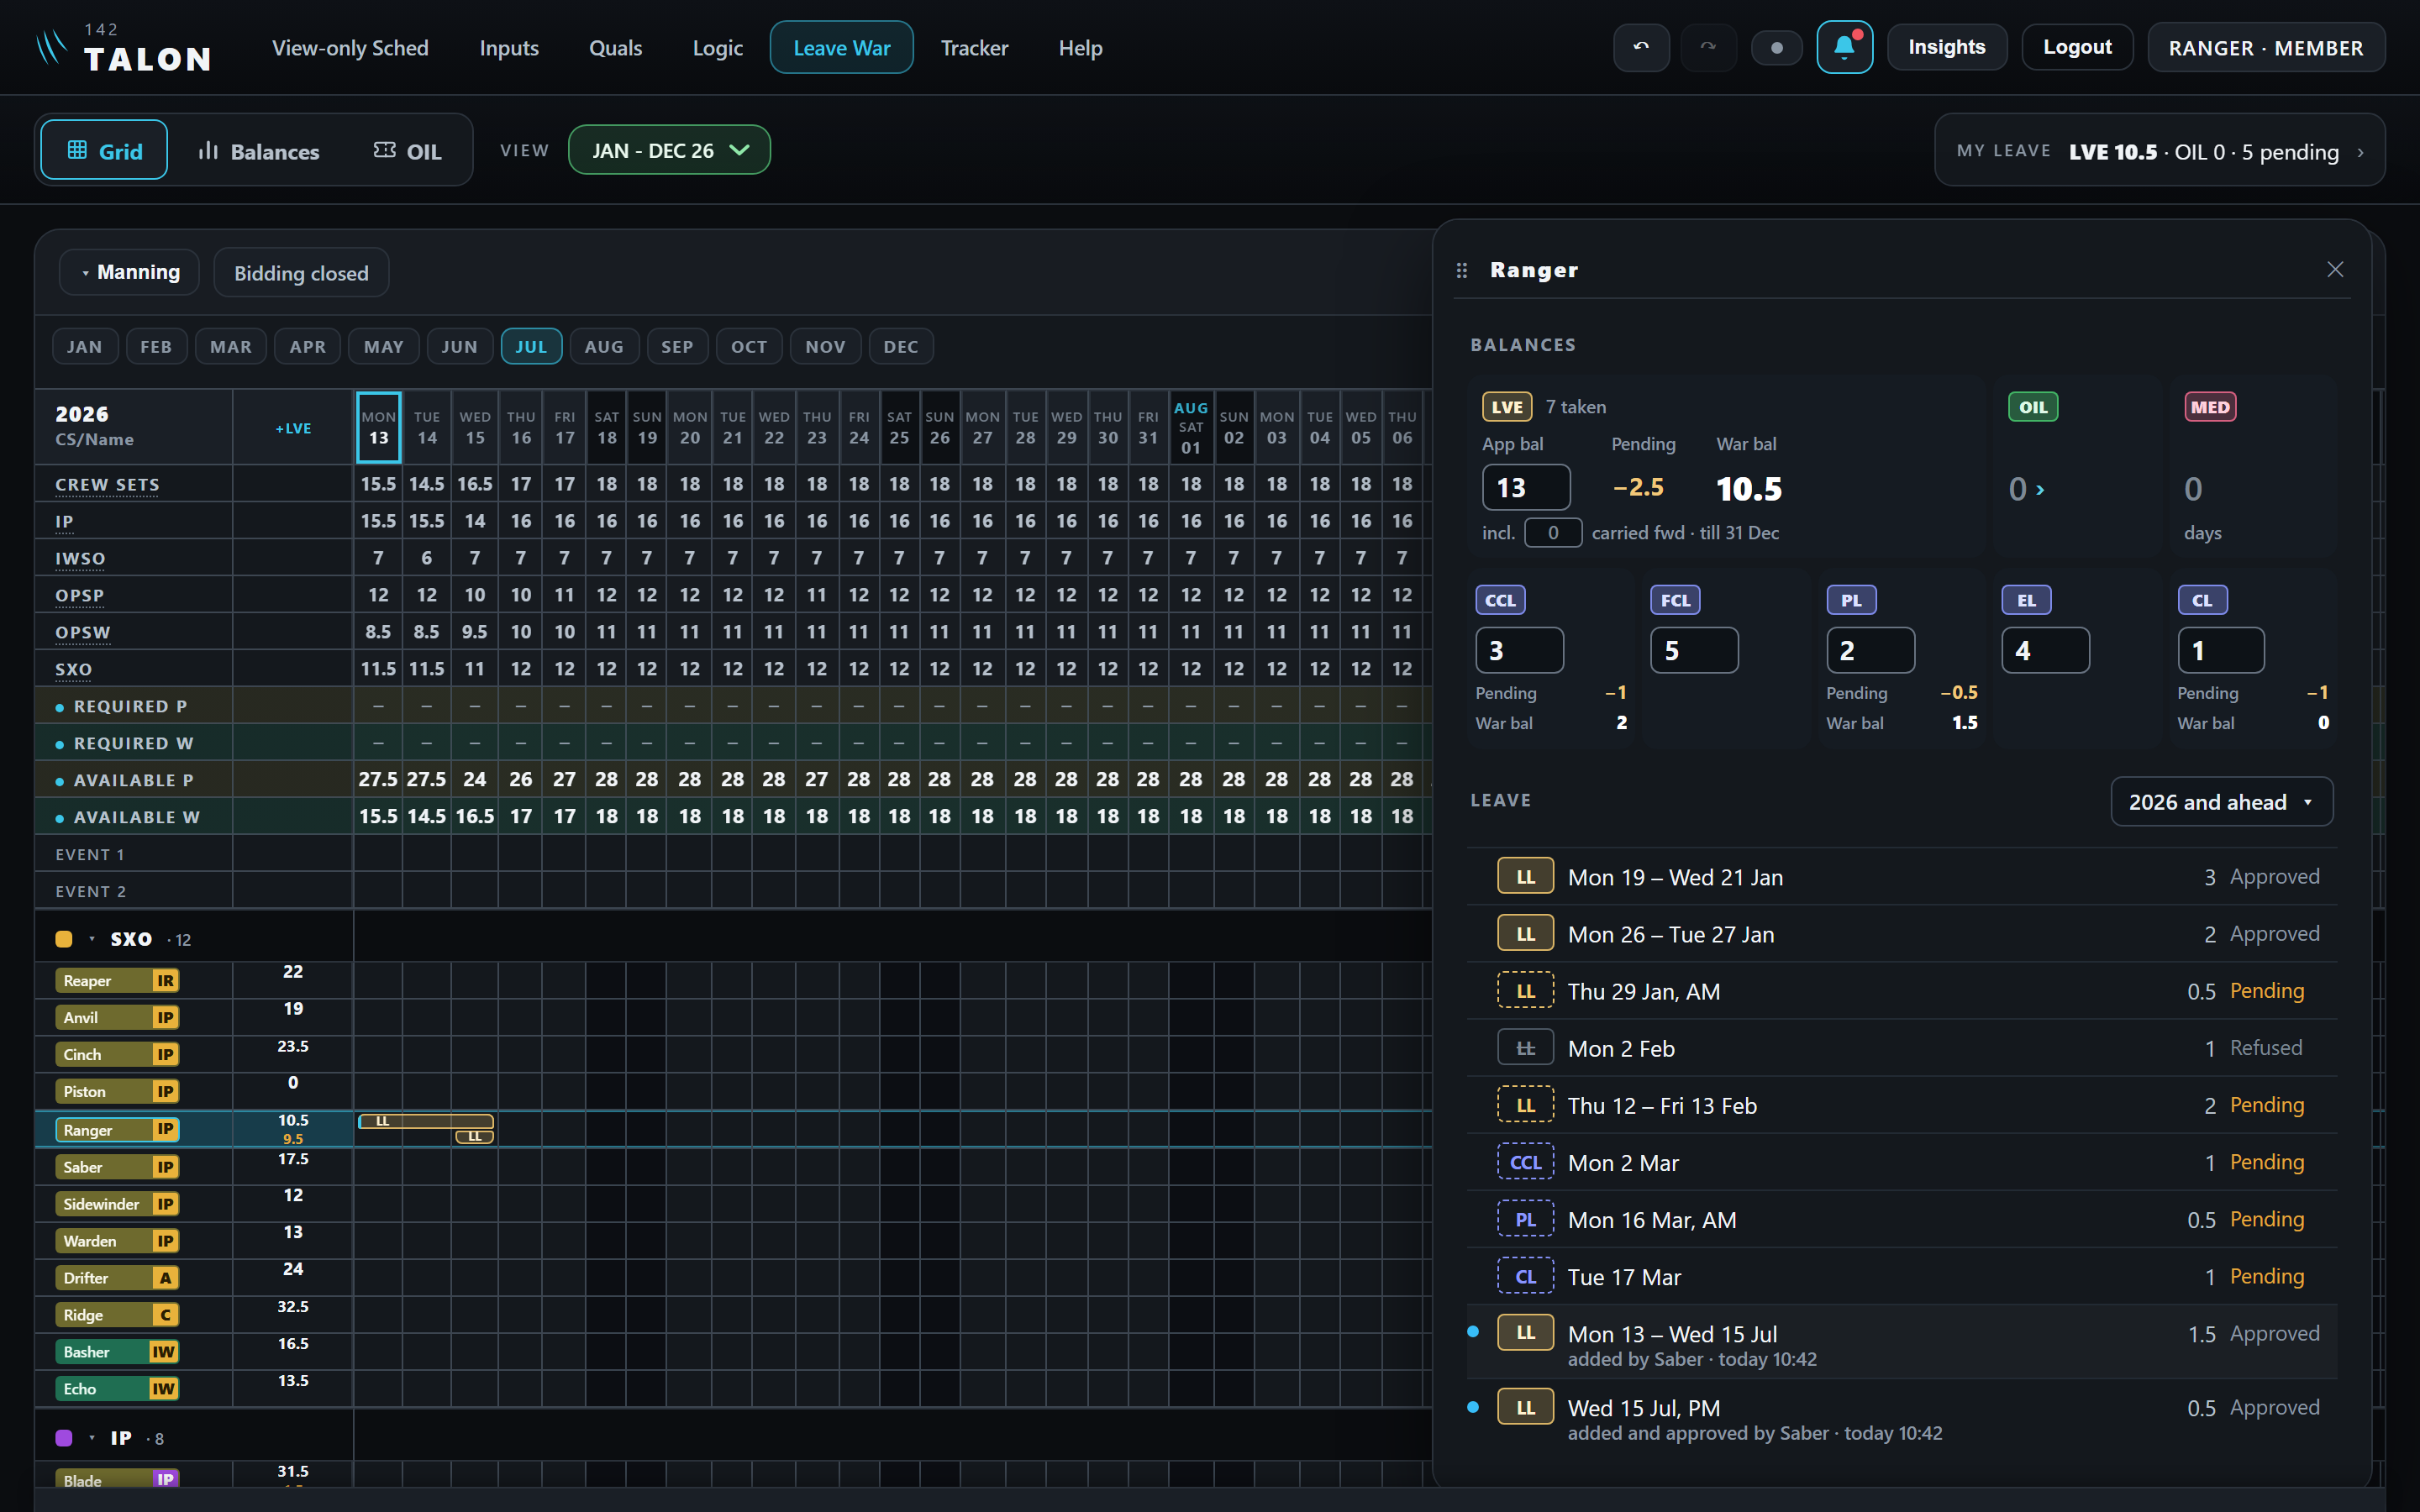 142
TALON
View-only Sched Inputs Quals Logic Leave War Tracker Help
Insights Logout RANGER · MEMBER
Grid Balances OIL VIEW JAN - DEC 26
MY LEAVE LVE 10.5 · OIL 0 · 5 pending ›
Manning Bidding closed
JAN FEB MAR APR MAY JUN JUL AUG SEP OCT NOV DEC
2026
CS/Name
+LVE
MON 13 TUE 14 WED 15 THU 16 FRI 17 SAT 18 SUN 19 MON 20 TUE 21 WED 22 THU 23 FRI 24 SAT 25 SUN 26 MON 27 TUE 28 WED 29 THU 30 FRI 31 AUG SAT 01 SUN 02 MON 03 TUE 04 WED 05 THU 06
CREW SETS 15.5 14.5 16.5 17 17 18 18 18 18 18 18 18 18 18 18 18 18 18 18 18 18 18 18 18 18
IP 15.5 15.5 14 16 16 16 16 16 16 16 16 16 16 16 16 16 16 16 16 16 16 16 16 16 16
IWSO 7 6 7 7 7 7 7 7 7 7 7 7 7 7 7 7 7 7 7 7 7 7 7 7 7
OPSP 12 12 10 10 11 12 12 12 12 12 11 12 12 12 12 12 12 12 12 12 12 12 12 12 12
OPSW 8.5 8.5 9.5 10 10 11 11 11 11 11 11 11 11 11 11 11 11 11 11 11 11 11 11 11 11
SXO 11.5 11.5 11 12 12 12 12 12 12 12 12 12 12 12 12 12 12 12 12 12 12 12 12 12 12
REQUIRED P – – – – – – – – – – – – – – – – – – – – – – – – –
REQUIRED W – – – – – – – – – – – – – – – – – – – – – – – – –
AVAILABLE P 27.5 27.5 24 26 27 28 28 28 28 28 27 28 28 28 28 28 28 28 28 28 28 28 28 28 28
AVAILABLE W 15.5 14.5 16.5 17 17 18 18 18 18 18 18 18 18 18 18 18 18 18 18 18 18 18 18 18 18
EVENT 1
EVENT 2
SXO · 12
Reaper IR 22
Anvil IP 19
Cinch IP 23.5
Piston IP 0
Ranger IP 10.5 LL
9.5 LL
Saber IP 17.5
Sidewinder IP 12
Warden IP 13
Drifter A 24
Ridge C 32.5
Basher IW 16.5
Echo IW 13.5
IP · 8
Blade IP 31.5
Ranger
BALANCES
LVE 7 taken
App bal Pending War bal
13 −2.5 10.5
incl. 0 carried fwd · till 31 Dec
OIL
0 ›
MED
0
days
CCL
3
Pending −1
War bal 2
FCL
5
PL
2
Pending −0.5
War bal 1.5
EL
4
CL
1
Pending −1
War bal 0
LEAVE 2026 and ahead
LL Mon 19 – Wed 21 Jan 3 Approved
LL Mon 26 – Tue 27 Jan 2 Approved
LL Thu 29 Jan, AM 0.5 Pending
LL Mon 2 Feb 1 Refused
LL Thu 12 – Fri 13 Feb 2 Pending
CCL Mon 2 Mar 1 Pending
PL Mon 16 Mar, AM 0.5 Pending
CL Tue 17 Mar 1 Pending
LL Mon 13 – Wed 15 Jul 1.5 Approved
added by Saber · today 10:42
LL Wed 15 Jul, PM 0.5 Approved
added and approved by Saber · today 10:42